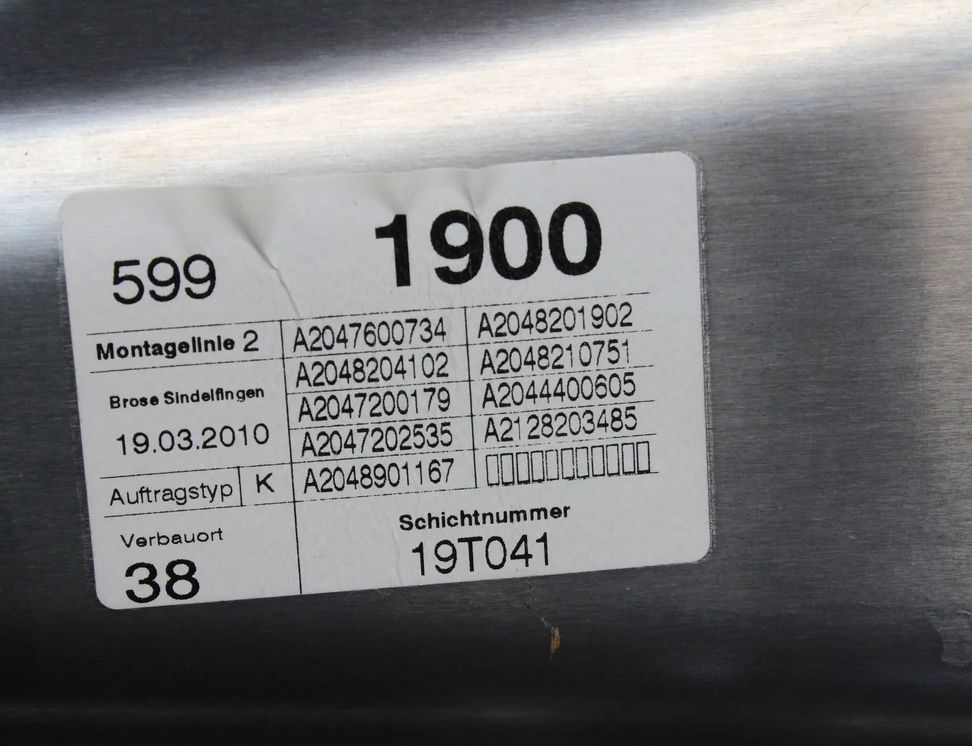 599 1900
Montagelinie 2 A2047600734 A2048201902
A2048204102 A2048210751
Brose Sindelfingen A2047200179 A2044400605
19.03.2010 A2047202535 A2128203485
Auftragstyp K A2048901167
Verbauort Schichtnummer
38 19T041